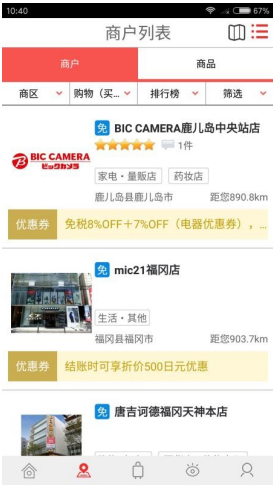 10:40
67%
商户列表
商户
商品
商区
购物（买...
排行榜
筛选
免 BIC CAMERA鹿儿岛中央站店
1件
BIC CAMERA
ビックカメラ
家电・量贩店
药妆店
鹿儿岛县鹿儿岛市
距您890.8km
优惠券
免税8%OFF＋7%OFF（电器优惠券），...
免 mic21福冈店
生活・其他
福冈县福冈市
距您903.7km
优惠券
结账时可享折价500日元优惠
免 唐吉诃德福冈天神本店